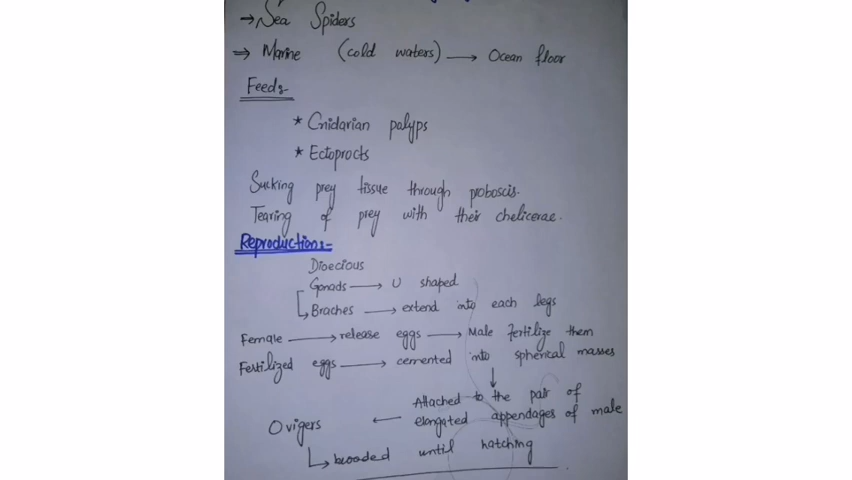 →Sea Spiders
⇒ Marine (cold waters) → Ocean floor
Feeds
* Cnidarian polyps
* Ectoprocts
Sucking prey tissue through proboscis.
Tearing of prey with their chelicerae.
Reproduction:-
Dioecious
Gonads → U shaped
↳ Braches → extend into each legs
Female → release eggs → Male fertilize them
Fertilized eggs → cemented into spherical masses
↓
Attached to the pair of
Ovigers ← elongated appendages of male
↳ brooded until hatching